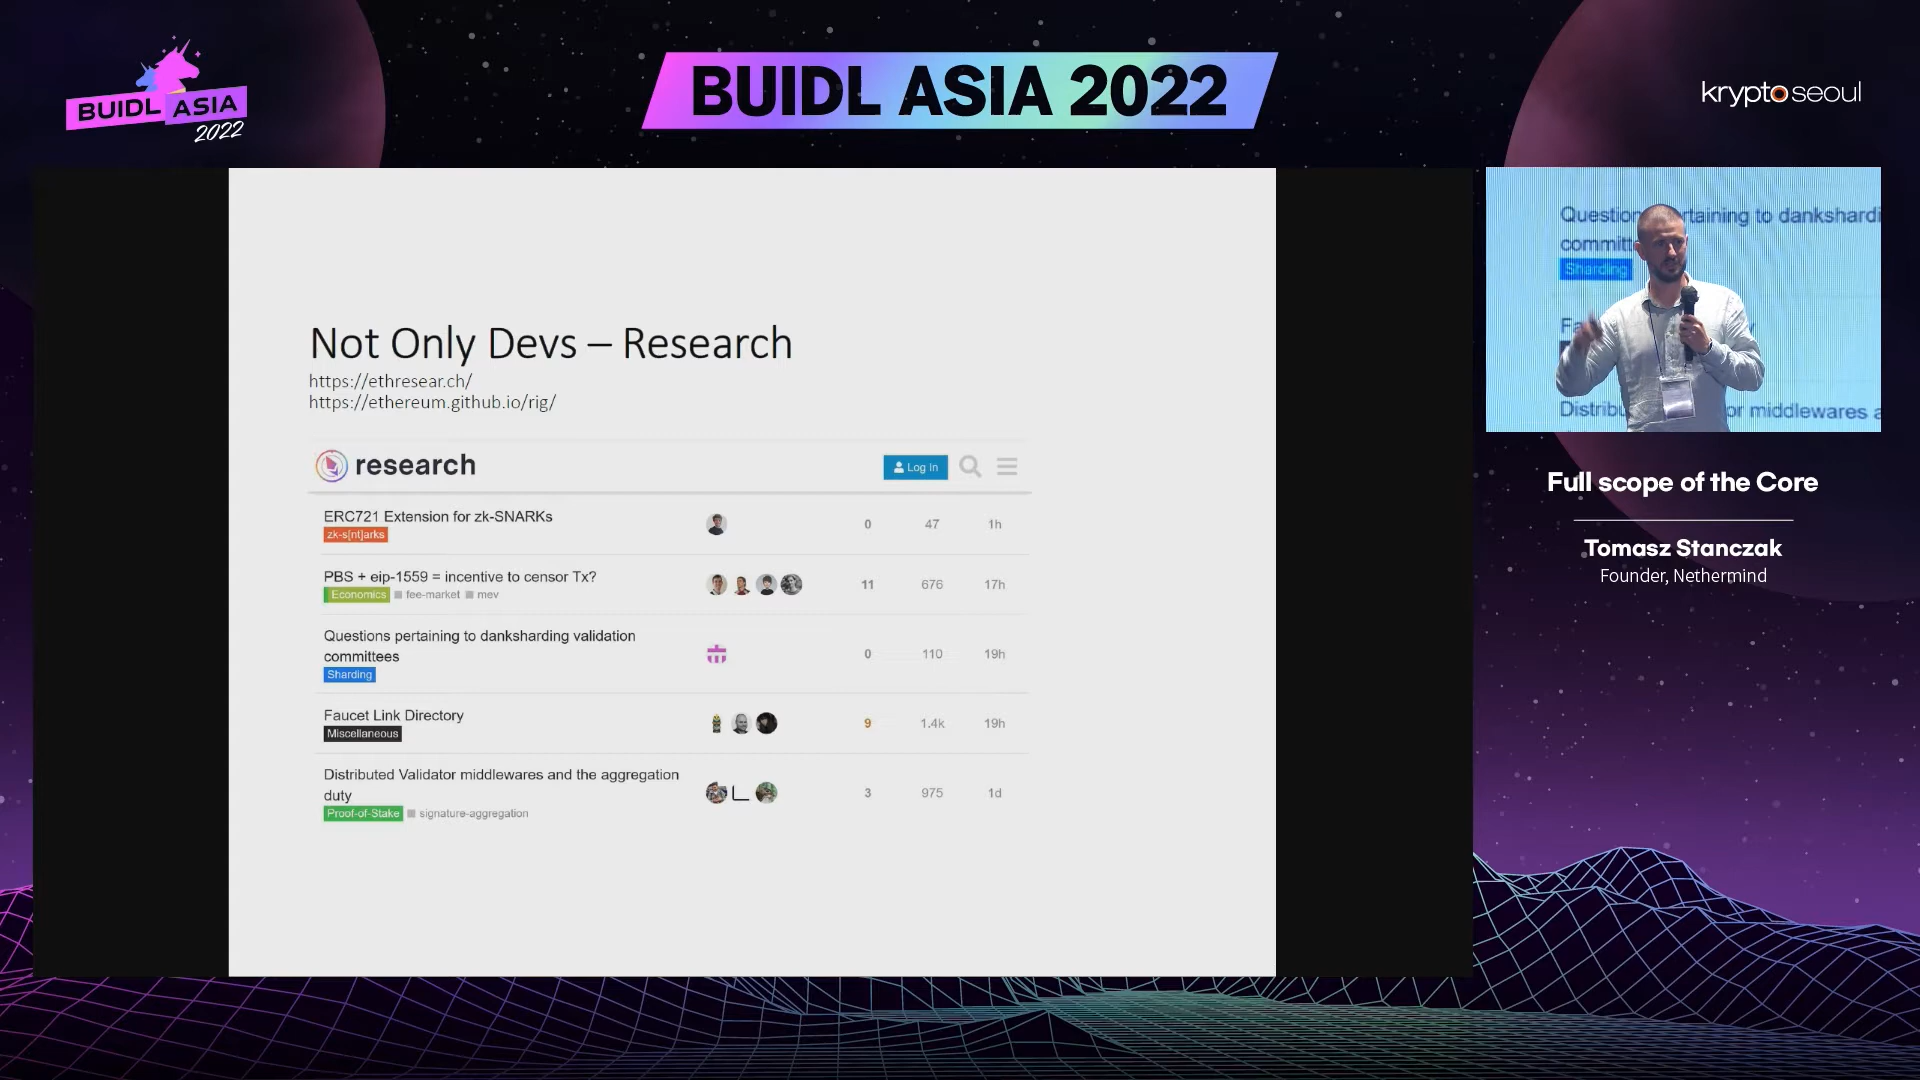 BUIDL ASIA
2022
BUIDL ASIA 2022
kryptoseoul
Not Only Devs – Research
https://ethresear.ch/
https://ethereum.github.io/rig/
research
Log In
ERC721 Extension for zk-SNARKs
0 47 1h
zk-s[nt]arks
PBS + eip-1559 = incentive to censor Tx?
11 676 17h
Economics fee-market mev
Questions pertaining to danksharding validation
committees
0 110 19h
Sharding
Faucet Link Directory
9 1.4k 19h
Miscellaneous
Distributed Validator middlewares and the aggregation
duty
3 975 1d
Proof-of-Stake signature-aggregation
Sharding
or middlewares a
Full scope of the Core
Tomasz Stanczak
Founder, Nethermind